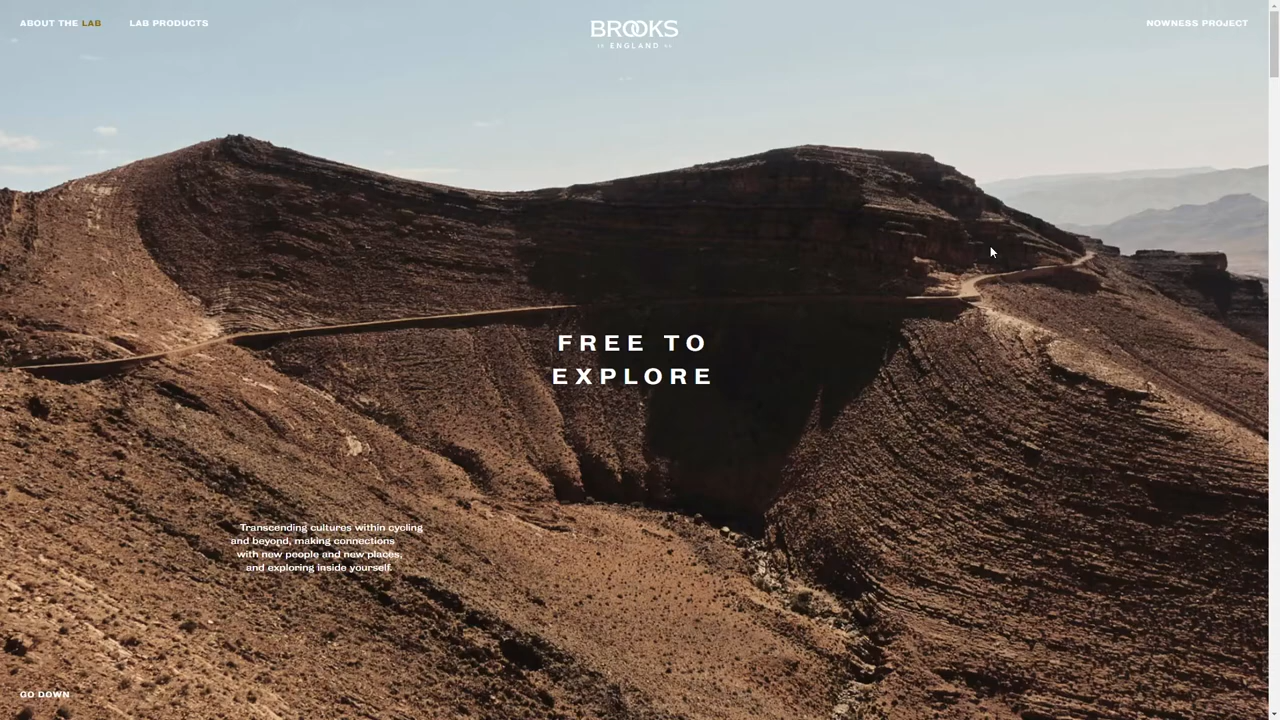 ABOUT THE LAB
LAB PRODUCTS
BROOKS
ENGLAND
NOWNESS PROJECT
FREE TO
EXPLORE
Transcending cultures within cycling
and beyond, making connections
with new people and new places,
and exploring inside yourself.
GO DOWN